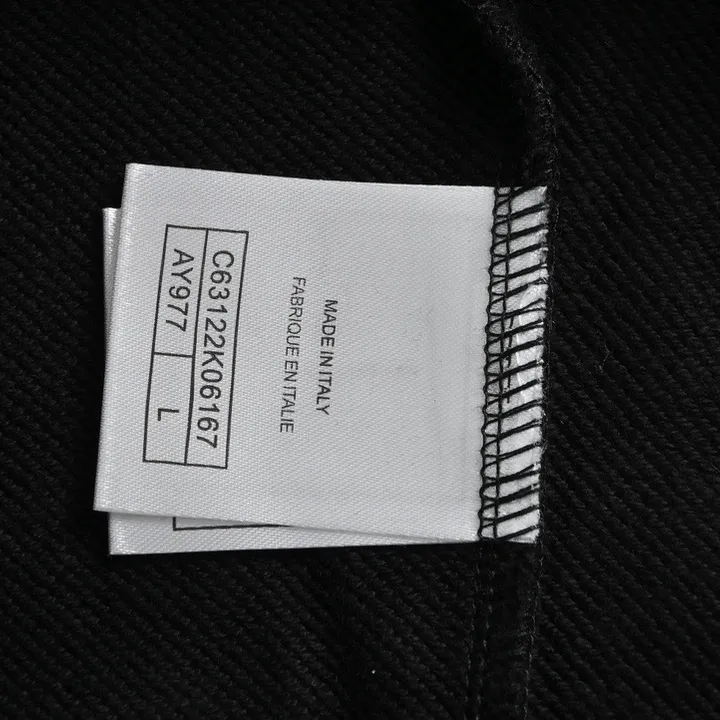 MADE IN ITALY
FABRIQUE EN ITALIE
C63122K06167
AY977 L